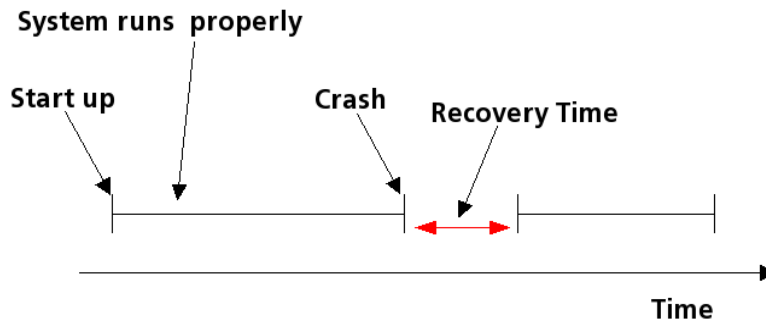 System runs properly
Start up
Crash
Recovery Time
Time